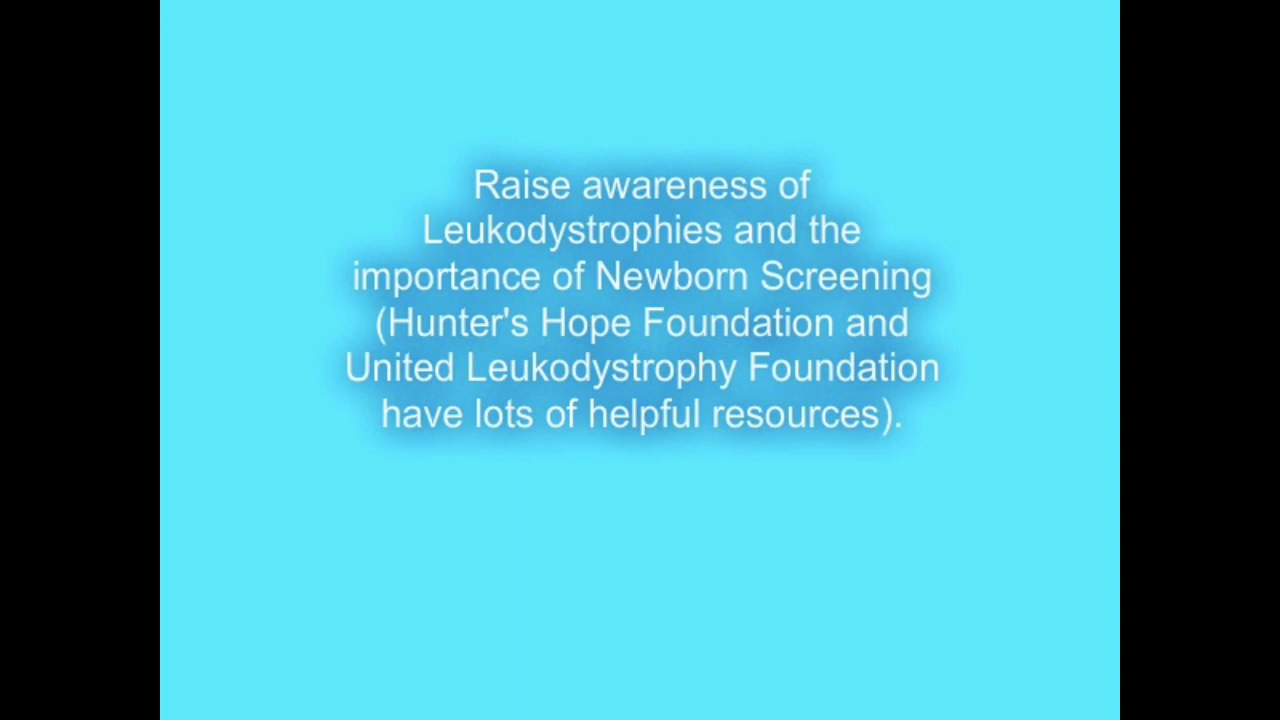 Raise awareness of
Leukodystrophies and the
importance of Newborn Screening
(Hunter's Hope Foundation and
United Leukodystrophy Foundation
have lots of helpful resources).